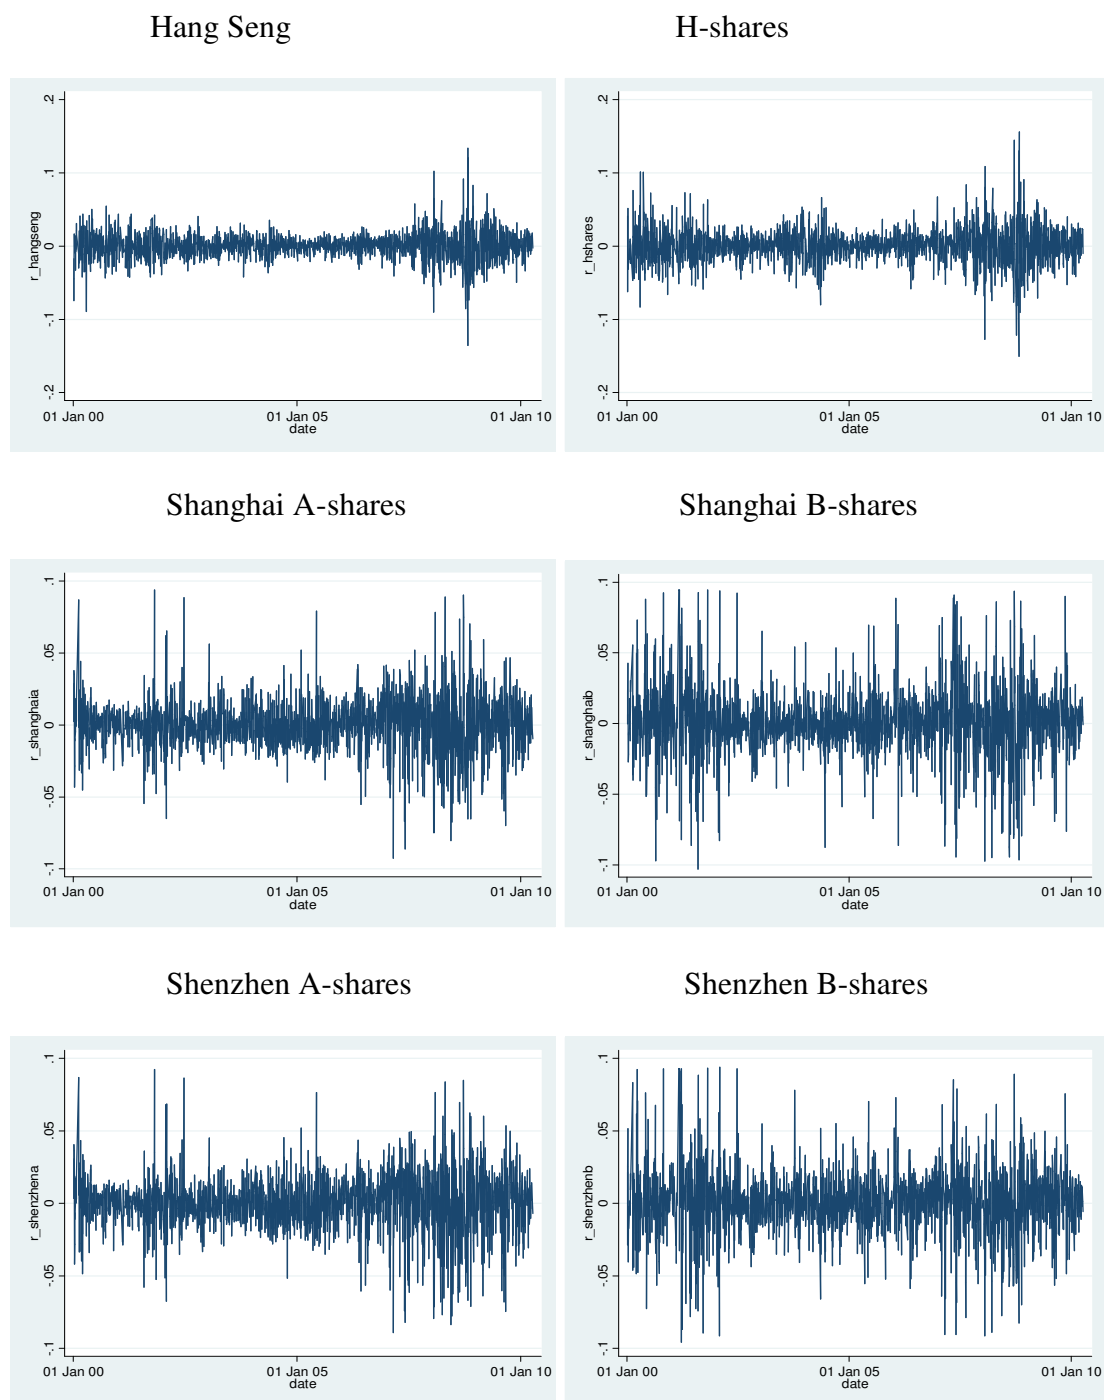 Hang Seng
H-shares
.2
.1
0
-.1
-.2
r_hangseng
01 Jan 00
01 Jan 05
01 Jan 10
date
.2
.1
0
-.1
-.2
r_hshares
01 Jan 00
01 Jan 05
01 Jan 10
date
Shanghai A-shares
Shanghai B-shares
.1
.05
0
-.05
-.1
r_shanghaia
01 Jan 00
01 Jan 05
01 Jan 10
date
.1
.05
0
-.05
-.1
r_shanghaib
01 Jan 00
01 Jan 05
01 Jan 10
date
Shenzhen A-shares
Shenzhen B-shares
.1
.05
0
-.05
-.1
r_shenzhena
01 Jan 00
01 Jan 05
01 Jan 10
date
.1
.05
0
-.05
-.1
r_shenzhenb
01 Jan 00
01 Jan 05
01 Jan 10
date